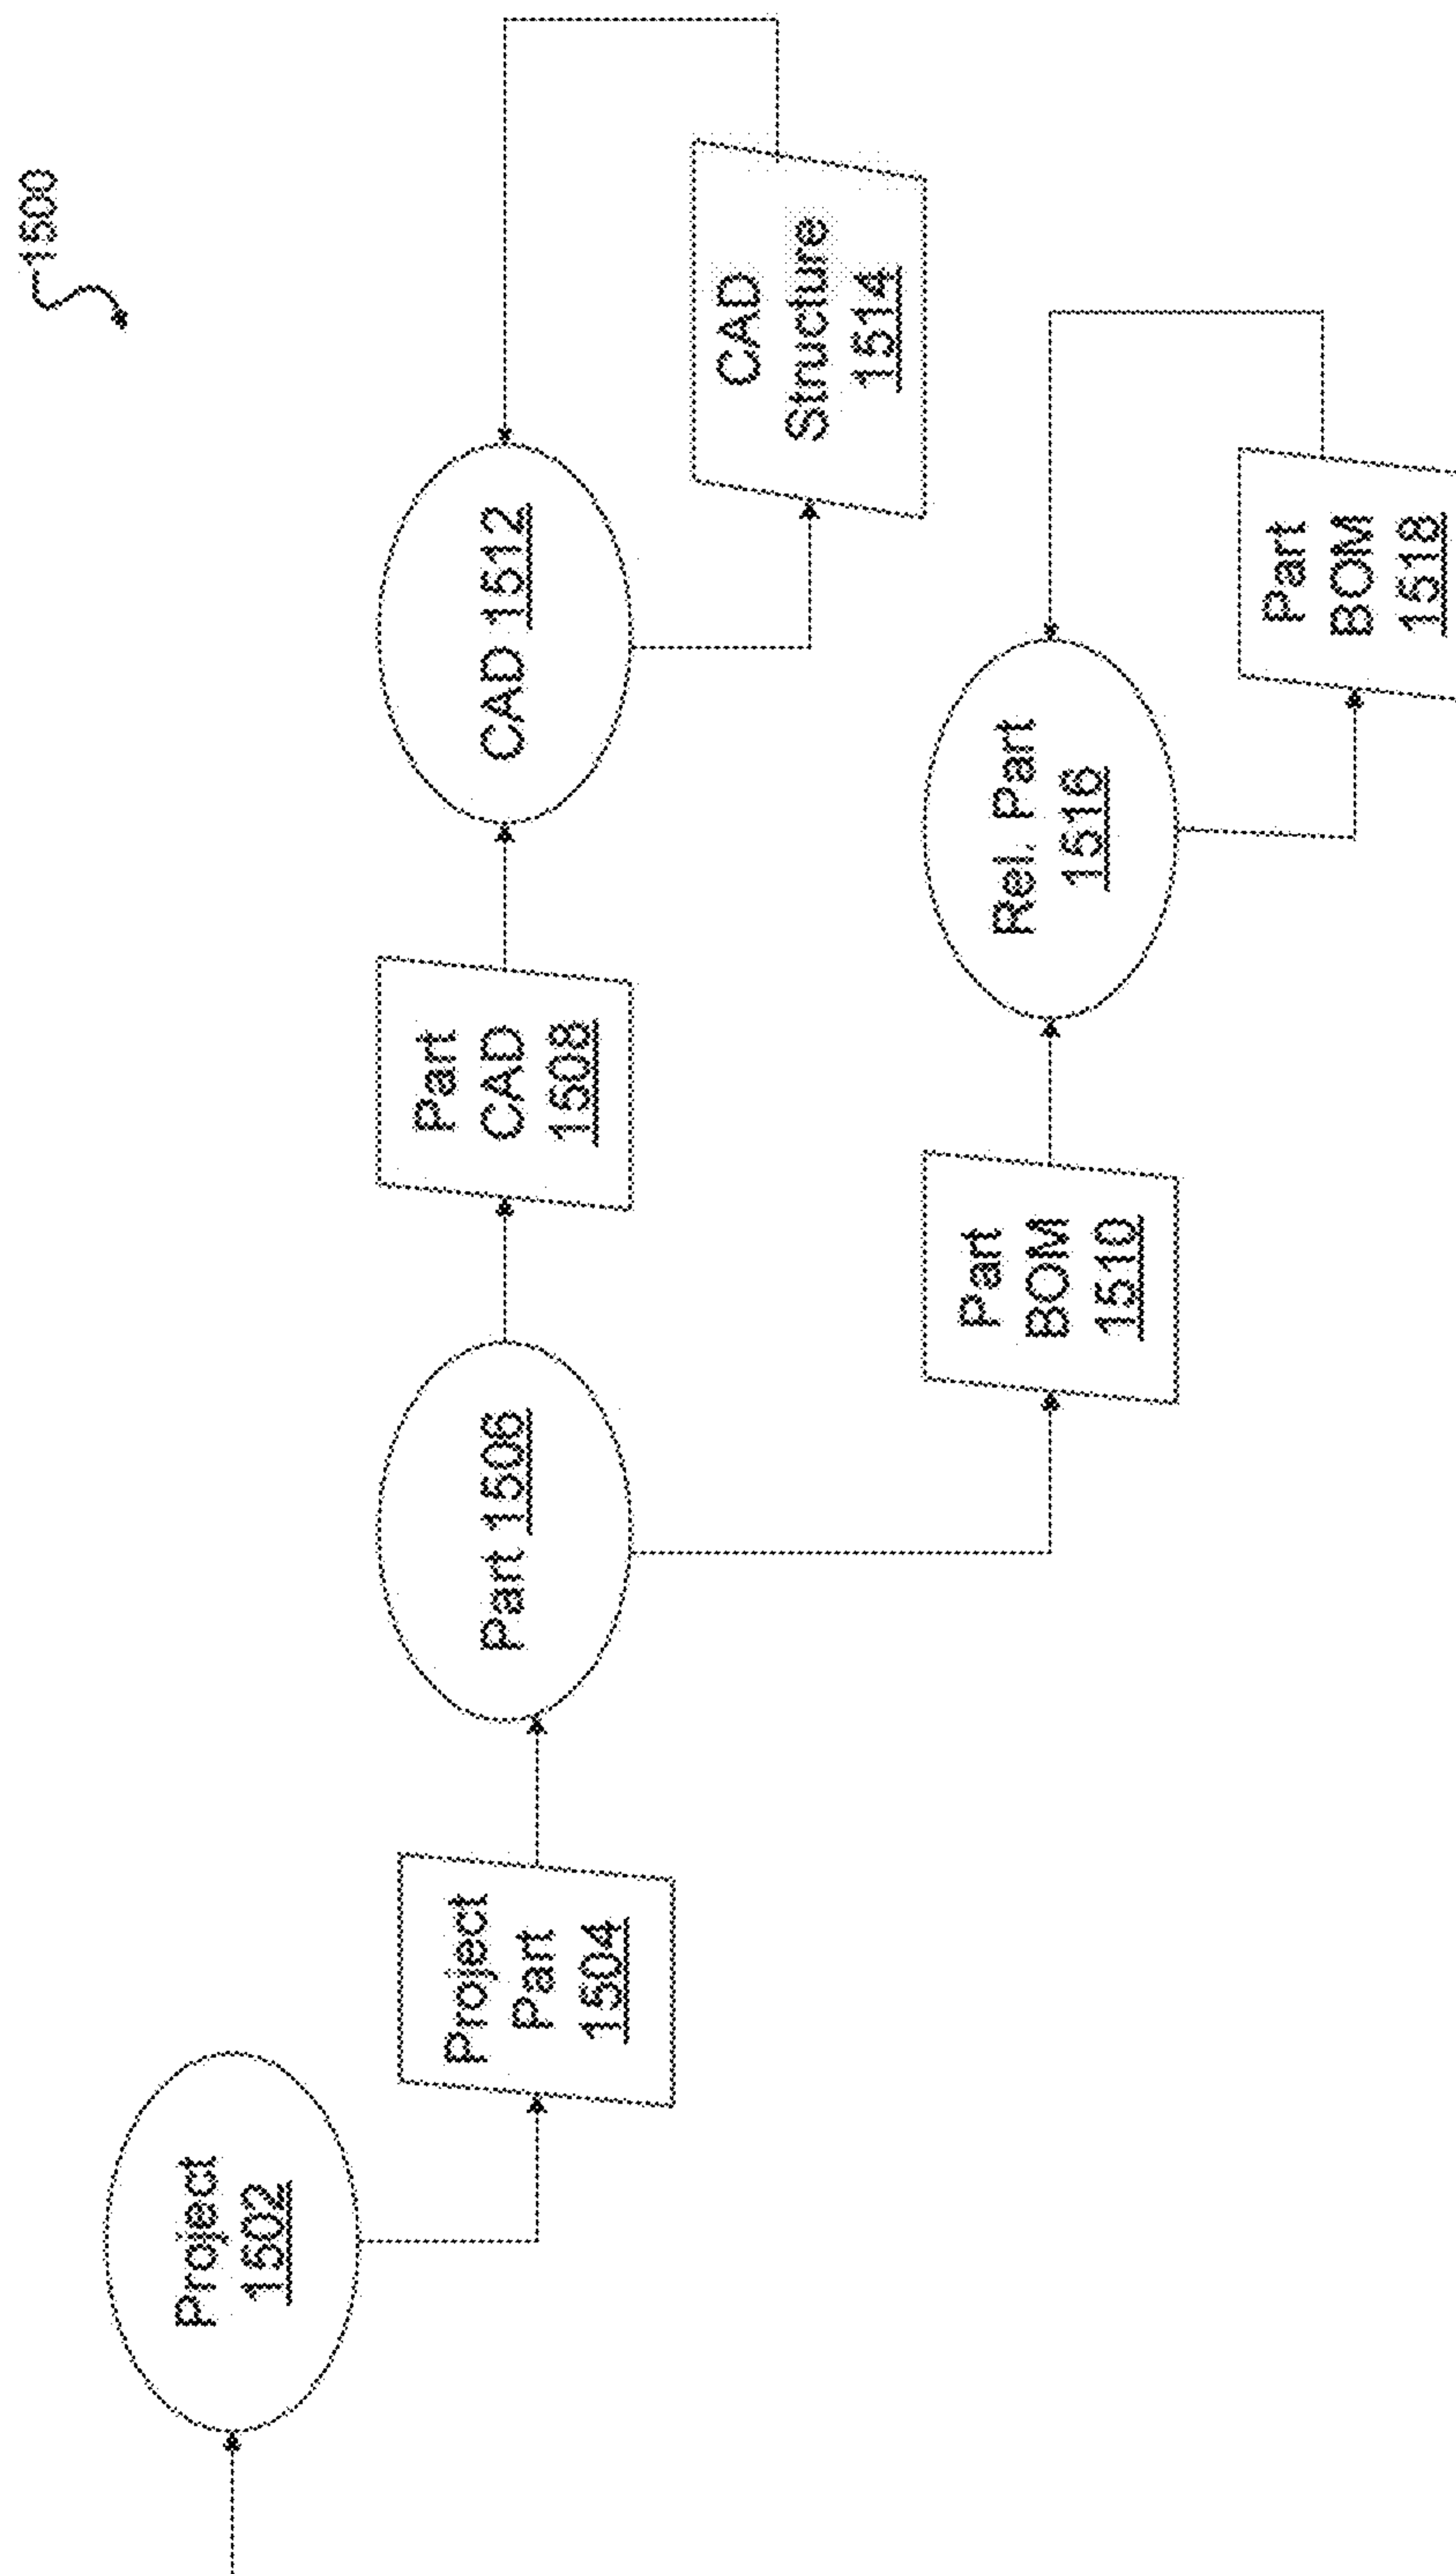 1500
Project
1502
Project
Part
1504
Part 1506
Part
CAD
1508
CAD 1512
CAD
Structure
1514
Part
BOM
1510
Rel. Part
1516
Part
BOM
1518